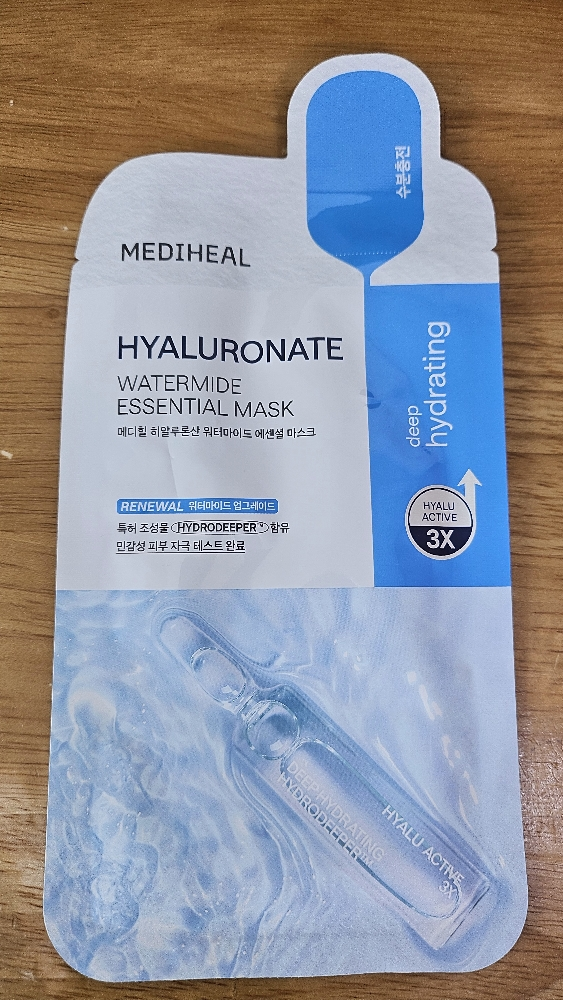 수분충전
MEDIHEAL
HYALURONATE
WATERMIDE
ESSENTIAL MASK
메디힐 히알루론산 워터마이드 에센셜 마스크
deep
hydrating
HYALU
ACTIVE
3X
RENEWAL 워터마이드 업그레이드
특허 조성물 HYDRODEEPER™ 함유
민감성 피부 자극 테스트 완료
DEEP HYDRATING
HYDRODEEPER™
HYALU ACTIVE
3X